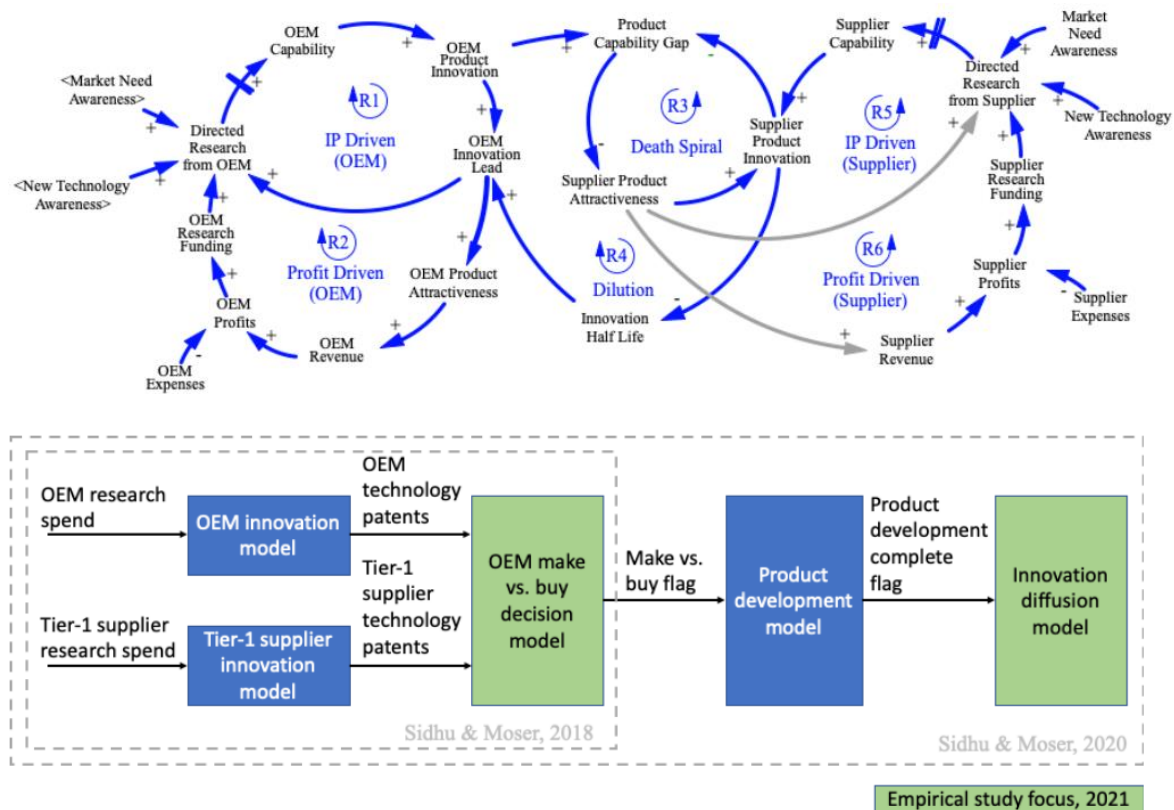 OEM
Capability
+
OEM
Product
Innovation
+
Product
Capability Gap
-
Supplier
Capability
+
Market
Need
Awareness
+
<Market Need
Awareness>
+
R1
IP Driven
(OEM)
+
Directed
Research
from OEM
+
<New Technology
Awareness>
+
+
OEM
Innovation
Lead
+
R3
Death Spiral
-
Supplier Product
Attractiveness
+
Supplier
Product
Innovation
+
R5
IP Driven
(Supplier)
Directed
Research
from Supplier
+
+
New Technology
Awareness
+
Supplier
Research
Funding
+
OEM
Research
Funding
+
R2
Profit Driven
(OEM)
+
OEM Product
Attractiveness
R4
Dilution
-
Innovation
Half Life
R6
Profit Driven
(Supplier)
Supplier
Profits
+
-
Supplier
Expenses
OEM
Profits
+
+
OEM
Revenue
-
OEM
Expenses
+
Supplier
Revenue
+
OEM research
spend
OEM innovation
model
OEM
technology
patents
Tier-1 supplier
research spend
Tier-1 supplier
innovation
model
Tier-1
supplier
technology
patents
OEM make
vs. buy
decision
model
Make vs.
buy flag
Product
development
model
Product
development
complete
flag
Innovation
diffusion
model
Sidhu & Moser, 2018
Sidhu & Moser, 2020
Empirical study focus, 2021